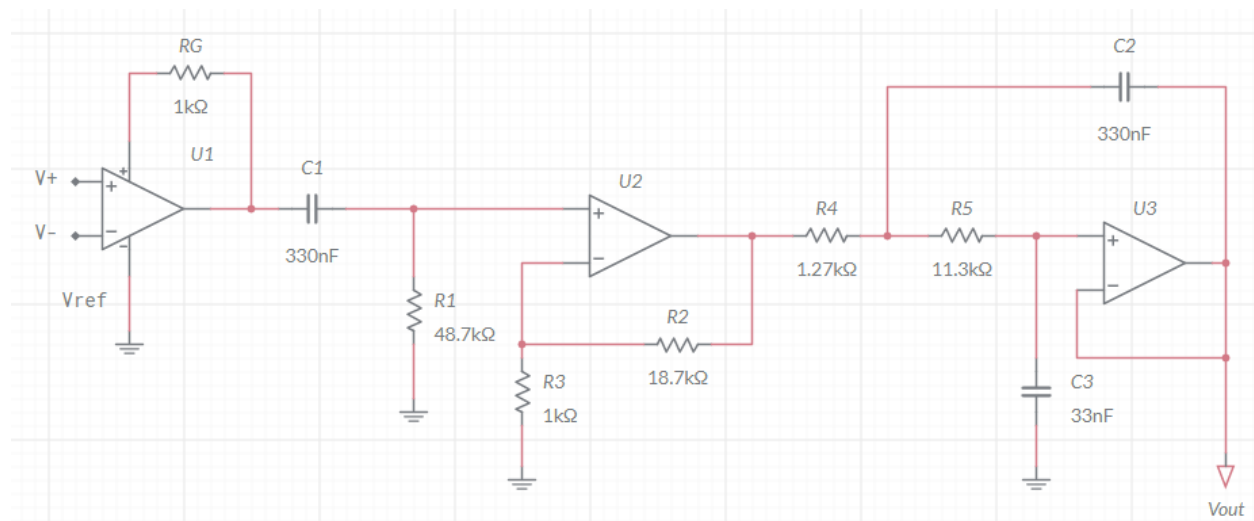 RG
1kΩ
V+
V-
U1
Vref
C1
330nF
R1
48.7kΩ
U2
R2
18.7kΩ
R3
1kΩ
R4
1.27kΩ
R5
11.3kΩ
C2
330nF
U3
C3
33nF
Vout